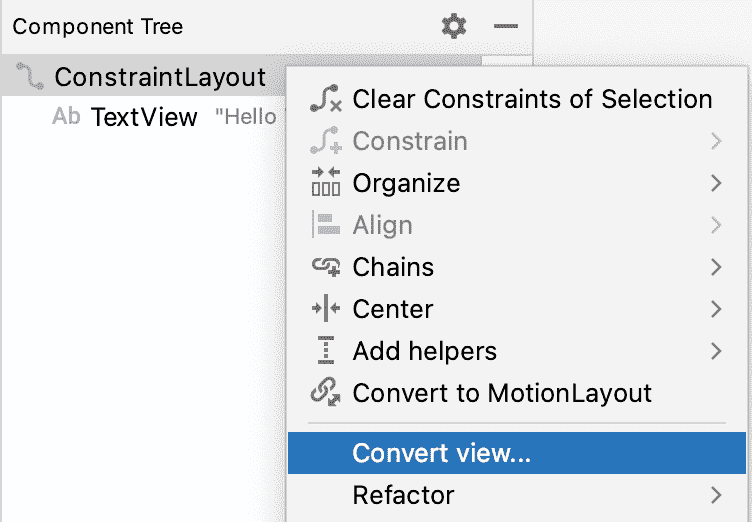 Component Tree
ConstraintLayout
Ab TextView "Hello
Clear Constraints of Selection
Constrain
Organize
Align
Chains
Center
Add helpers
Convert to MotionLayout
Convert view...
Refactor